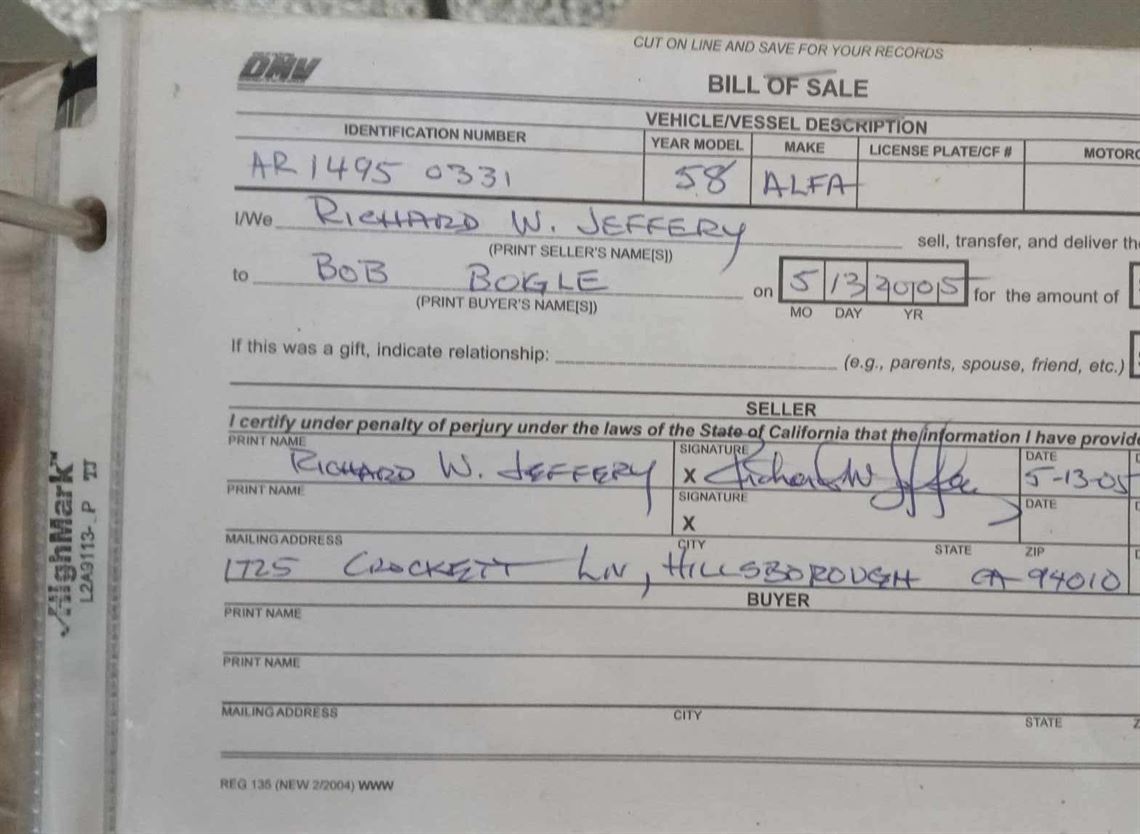 CUT ON LINE AND SAVE FOR YOUR RECORDS
DMV
BILL OF SALE
VEHICLE/VESSEL DESCRIPTION
IDENTIFICATION NUMBER YEAR MODEL MAKE LICENSE PLATE/CF # MOTORC
AR 1495 0331 58 ALFA
I/We RICHARD W. JEFFERY sell, transfer, and deliver the
(PRINT SELLER'S NAME[S])
to BOB BOGLE on 5 13 2005 for the amount of
(PRINT BUYER'S NAME[S]) MO DAY YR
If this was a gift, indicate relationship: (e.g., parents, spouse, friend, etc.)
SELLER
I certify under penalty of perjury under the laws of the State of California that the information I have provide
PRINT NAME SIGNATURE DATE
RICHARD W. JEFFERY X Richard W Jeffery 5-13-05
PRINT NAME SIGNATURE DATE
X
MAILING ADDRESS CITY STATE ZIP
1725 CROCKETT LN, HILLSBOROUGH CA 94010
BUYER
PRINT NAME
PRINT NAME
MAILING ADDRESS CITY STATE
REG 135 (NEW 2/2004) WWW
HighMark™
L2A9113-